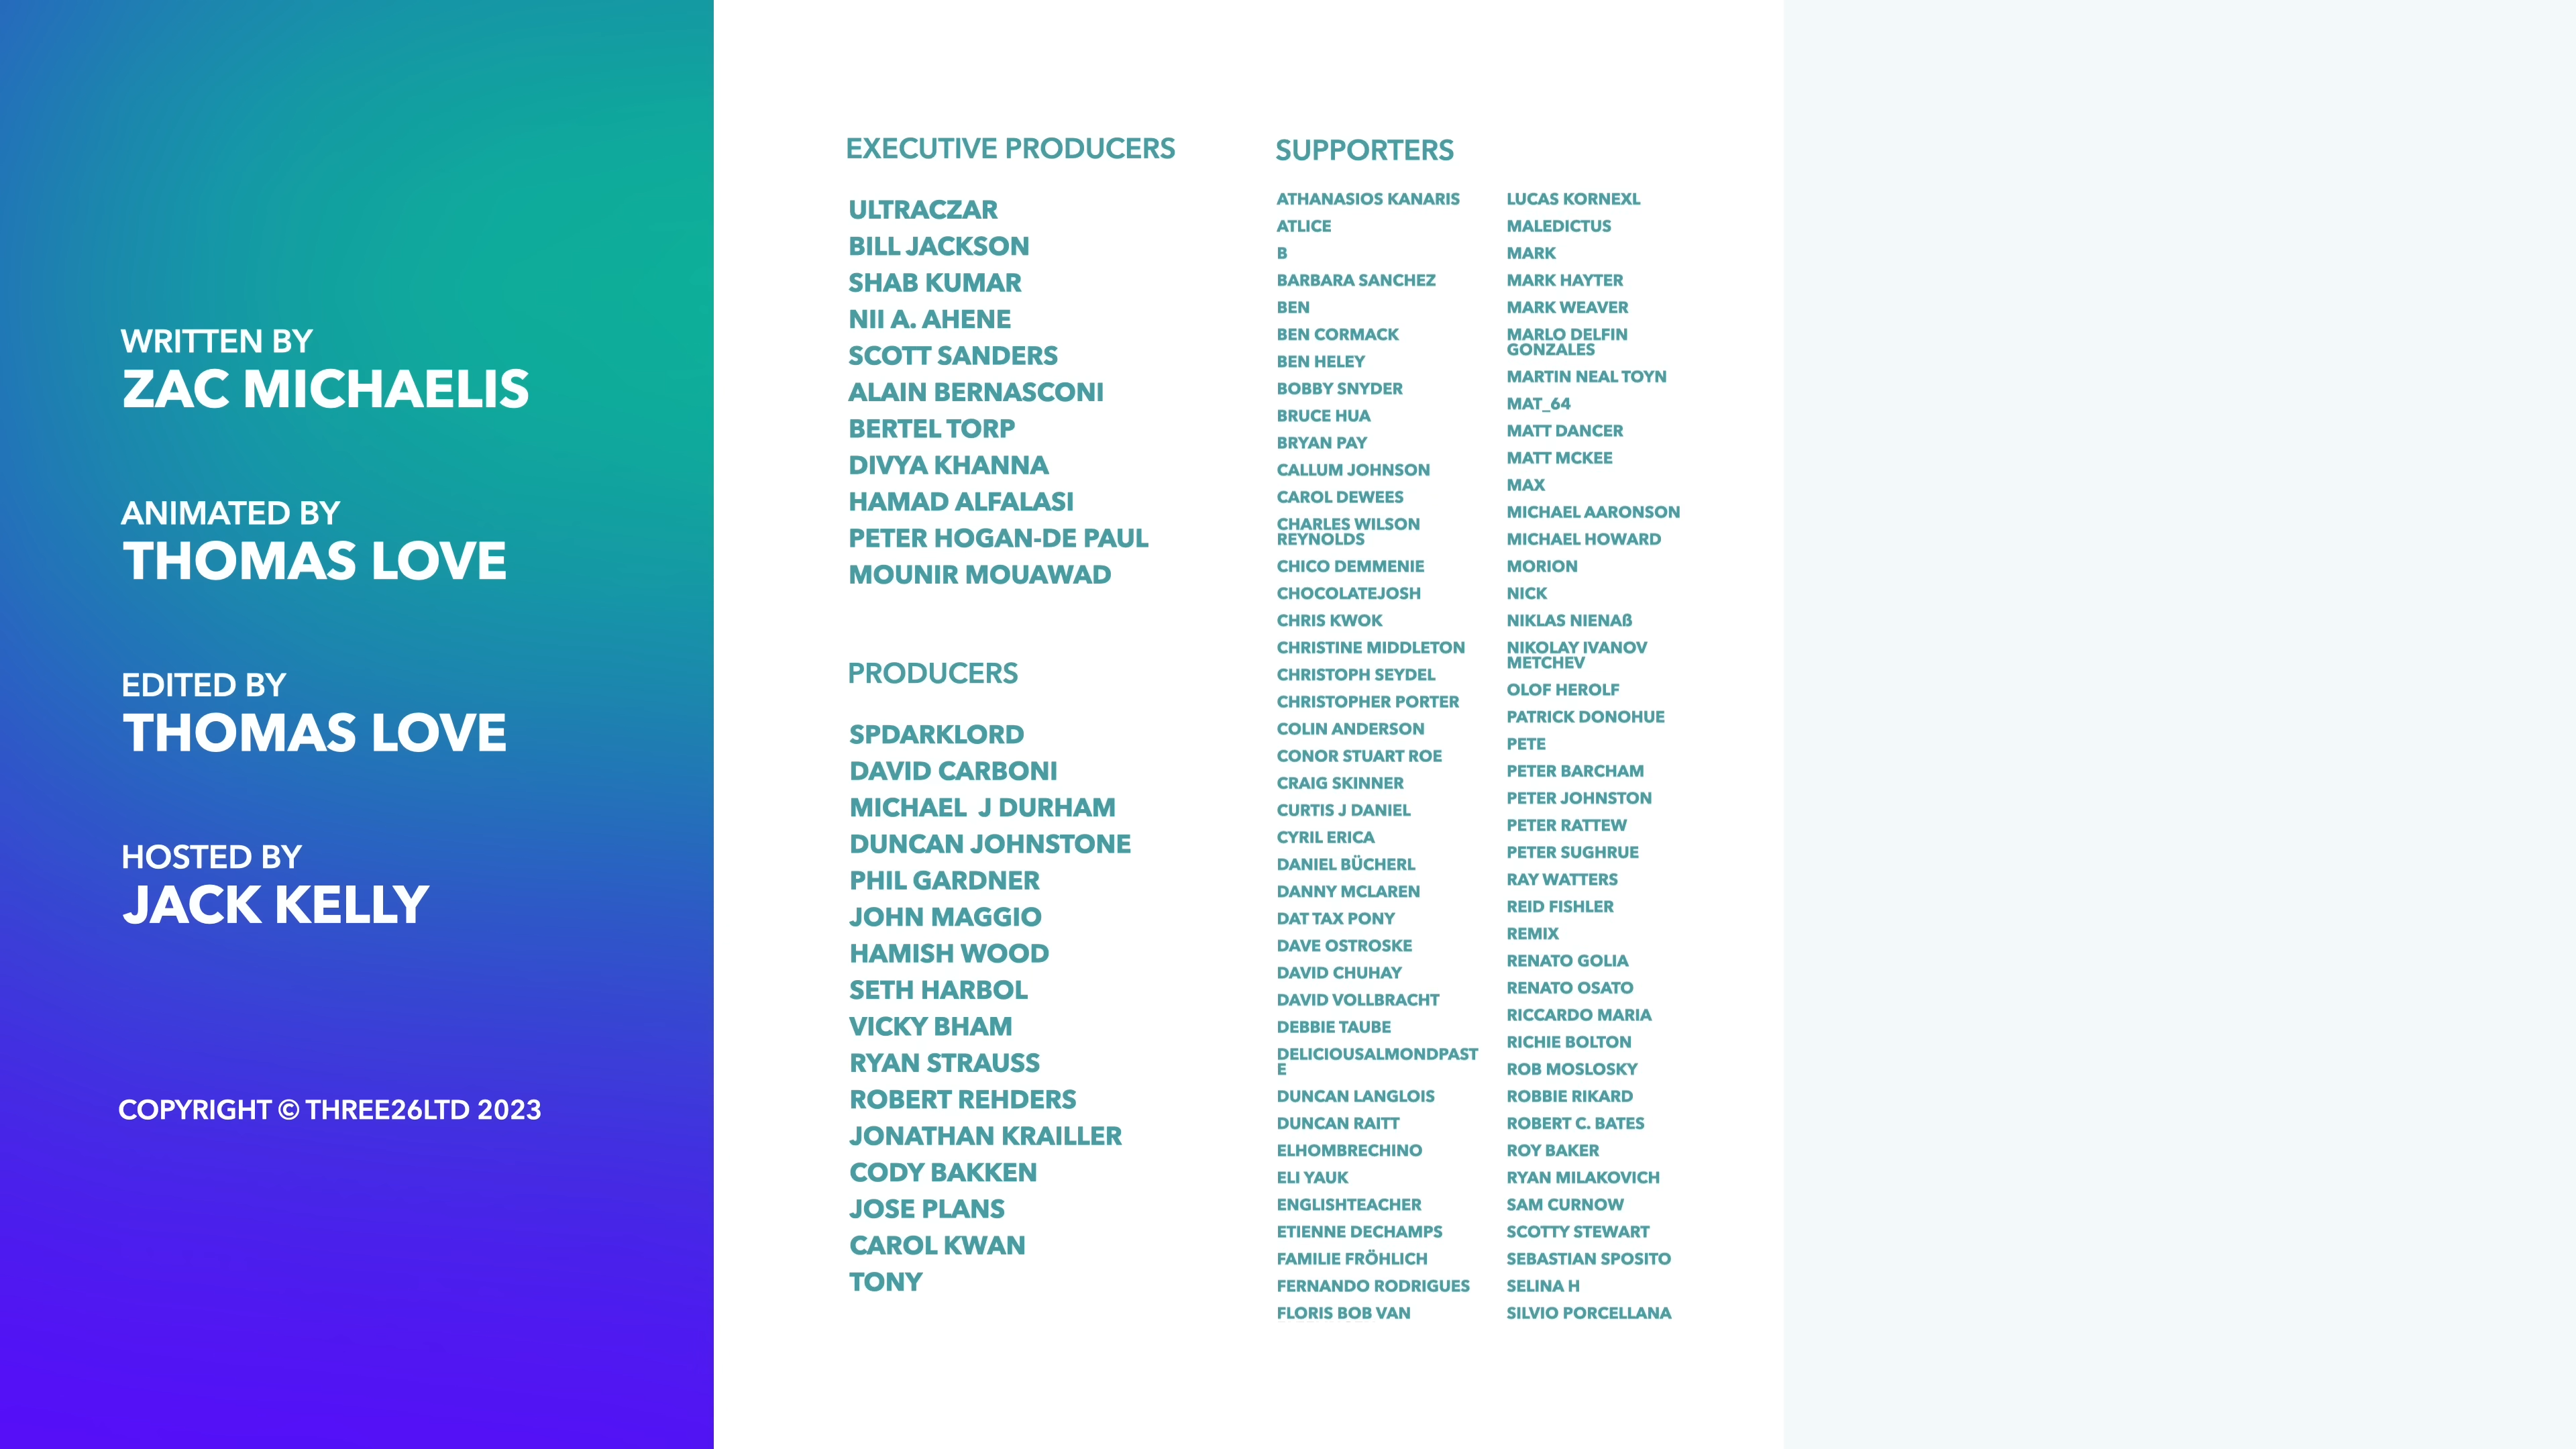 WRITTEN BY
ZAC MICHAELIS
ANIMATED BY
THOMAS LOVE
EDITED BY
THOMAS LOVE
HOSTED BY
JACK KELLY
COPYRIGHT © THREE26LTD 2023
EXECUTIVE PRODUCERS
ULTRACZAR
BILL JACKSON
SHAB KUMAR
NII A. AHENE
SCOTT SANDERS
ALAIN BERNASCONI
BERTEL TORP
DIVYA KHANNA
HAMAD ALFALASI
PETER HOGAN-DE PAUL
MOUNIR MOUAWAD
PRODUCERS
SPDARKLORD
DAVID CARBONI
MICHAEL  J DURHAM
DUNCAN JOHNSTONE
PHIL GARDNER
JOHN MAGGIO
HAMISH WOOD
SETH HARBOL
VICKY BHAM
RYAN STRAUSS
ROBERT REHDERS
JONATHAN KRAILLER
CODY BAKKEN
JOSE PLANS
CAROL KWAN
TONY
SUPPORTERS
ATHANASIOS KANARIS
ATLICE
B
BARBARA SANCHEZ
BEN
BEN CORMACK
BEN HELEY
BOBBY SNYDER
BRUCE HUA
BRYAN PAY
CALLUM JOHNSON
CAROL DEWEES
CHARLES WILSON
REYNOLDS
CHICO DEMMENIE
CHOCOLATEJOSH
CHRIS KWOK
CHRISTINE MIDDLETON
CHRISTOPH SEYDEL
CHRISTOPHER PORTER
COLIN ANDERSON
CONOR STUART ROE
CRAIG SKINNER
CURTIS J DANIEL
CYRIL ERICA
DANIEL BÜCHERL
DANNY MCLAREN
DAT TAX PONY
DAVE OSTROSKE
DAVID CHUHAY
DAVID VOLLBRACHT
DEBBIE TAUBE
DELICIOUSALMONDPAST
E
DUNCAN LANGLOIS
DUNCAN RAITT
ELHOMBRECHINO
ELI YAUK
ENGLISHTEACHER
ETIENNE DECHAMPS
FAMILIE FRÖHLICH
FERNANDO RODRIGUES
FLORIS BOB VAN
LUCAS KORNEXL
MALEDICTUS
MARK
MARK HAYTER
MARK WEAVER
MARLO DELFIN
GONZALES
MARTIN NEAL TOYN
MAT_64
MATT DANCER
MATT MCKEE
MAX
MICHAEL AARONSON
MICHAEL HOWARD
MORION
NICK
NIKLAS NIENAß
NIKOLAY IVANOV
METCHEV
OLOF HEROLF
PATRICK DONOHUE
PETE
PETER BARCHAM
PETER JOHNSTON
PETER RATTEW
PETER SUGHRUE
RAY WATTERS
REID FISHLER
REMIX
RENATO GOLIA
RENATO OSATO
RICCARDO MARIA
RICHIE BOLTON
ROB MOSLOSKY
ROBBIE RIKARD
ROBERT C. BATES
ROY BAKER
RYAN MILAKOVICH
SAM CURNOW
SCOTTY STEWART
SEBASTIAN SPOSITO
SELINA H
SILVIO PORCELLANA